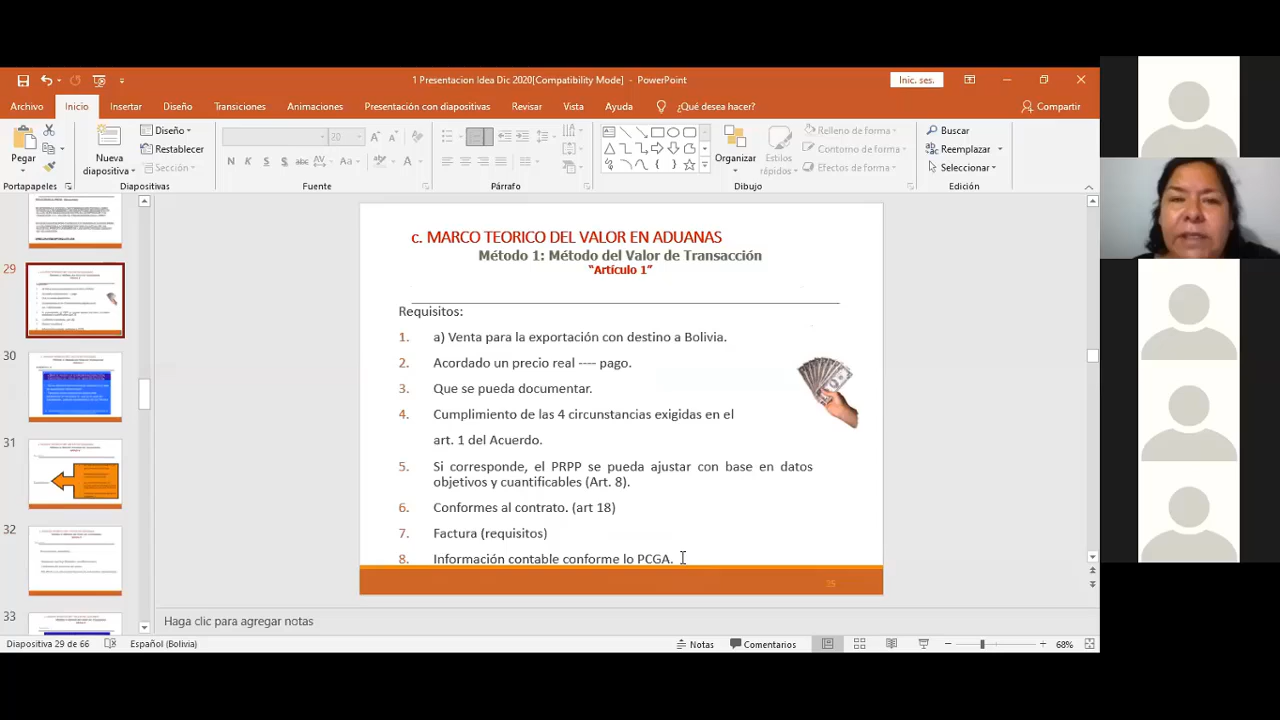 1 Presentacion Idea Dic 2020[Compatibility Mode] - PowerPoint
Inic. ses.
Archivo Inicio Insertar Diseño Transiciones Animaciones Presentación con diapositivas Revisar Vista Ayuda ¿Qué desea hacer? Compartir
Pegar
Nueva diapositiva
Diseño
Restablecer
Sección
20
N K S S abc AV Aa A
Organizar
Estilos rápidos
Relleno de forma
Contorno de forma
Efectos de forma
Buscar
Reemplazar
Seleccionar
Portapapeles Diapositivas Fuente Párrafo Dibujo Edición
29
30
31
32
33
c. MARCO TEORICO DEL VALOR EN ADUANAS
Método 1: Método del Valor de Transacción
“Artículo 1”
Requisitos:
1. a) Venta para la exportación con destino a Bolivia.
2. Acordado un precio real ---- pago.
3. Que se pueda documentar.
4. Cumplimento de las 4 circunstancias exigidas en el
art. 1 del Acuerdo.
5. Si corresponde, el PRPP se pueda ajustar con base en datos
objetivos y cuantificables (Art. 8).
6. Conformes al contrato. (art 18)
7. Factura (requisitos)
8. Información contable conforme lo PCGA.
Haga clic para agregar notas
Diapositiva 29 de 66 Español (Bolivia) Notas Comentarios 68%